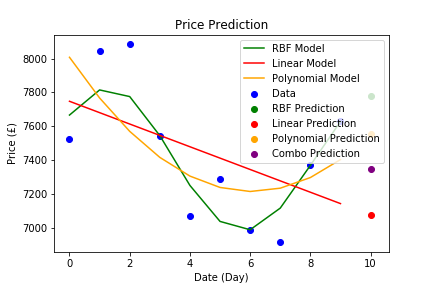 Price Prediction
Price (£)
8000
7800
7600
7400
7200
7000
RBF Model
Linear Model
Polynomial Model
Data
RBF Prediction
Linear Prediction
Polynomial Prediction
Combo Prediction
0 2 4 6 8 10
Date (Day)